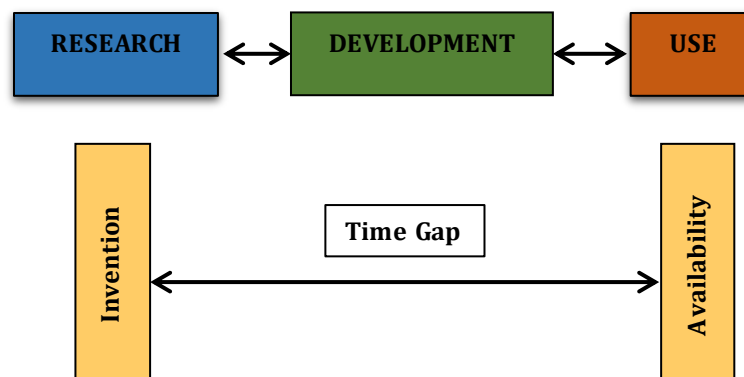 RESEARCH
DEVELOPMENT
USE
Time Gap
Invention
Availability